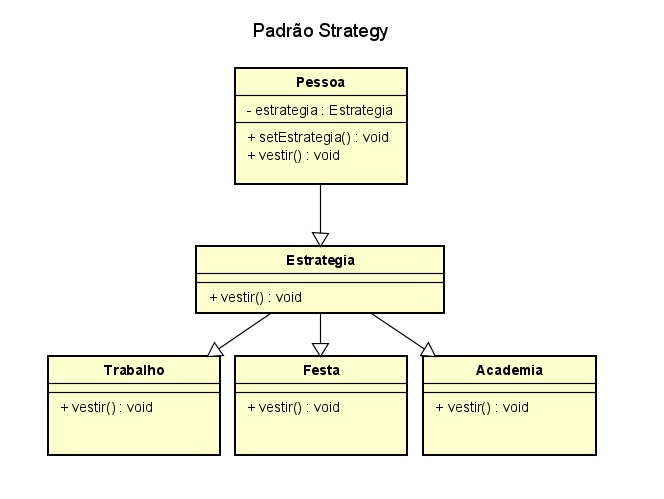 Padrão Strategy
Pessoa
- estrategia : Estrategia
+ setEstrategia() : void
+ vestir() : void
Estrategia
+ vestir() : void
Trabalho
+ vestir() : void
Festa
+ vestir() : void
Academia
+ vestir() : void